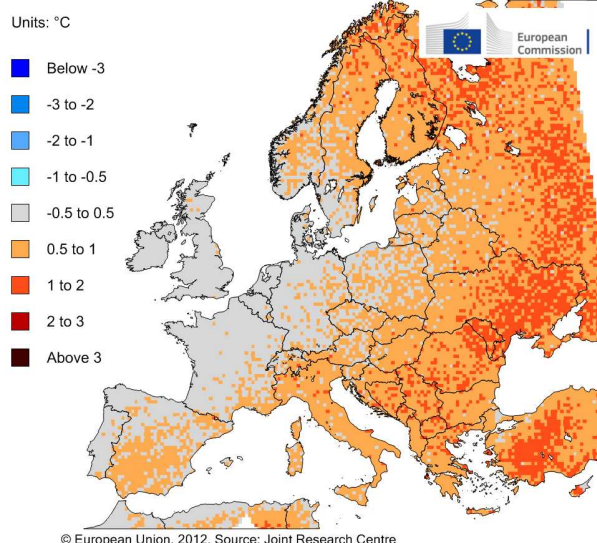 Units: °C
European
Commission
Below -3
-3 to -2
-2 to -1
-1 to -0.5
-0.5 to 0.5
0.5 to 1
1 to 2
2 to 3
Above 3
© European Union, 2012. Source: Joint Research Centre